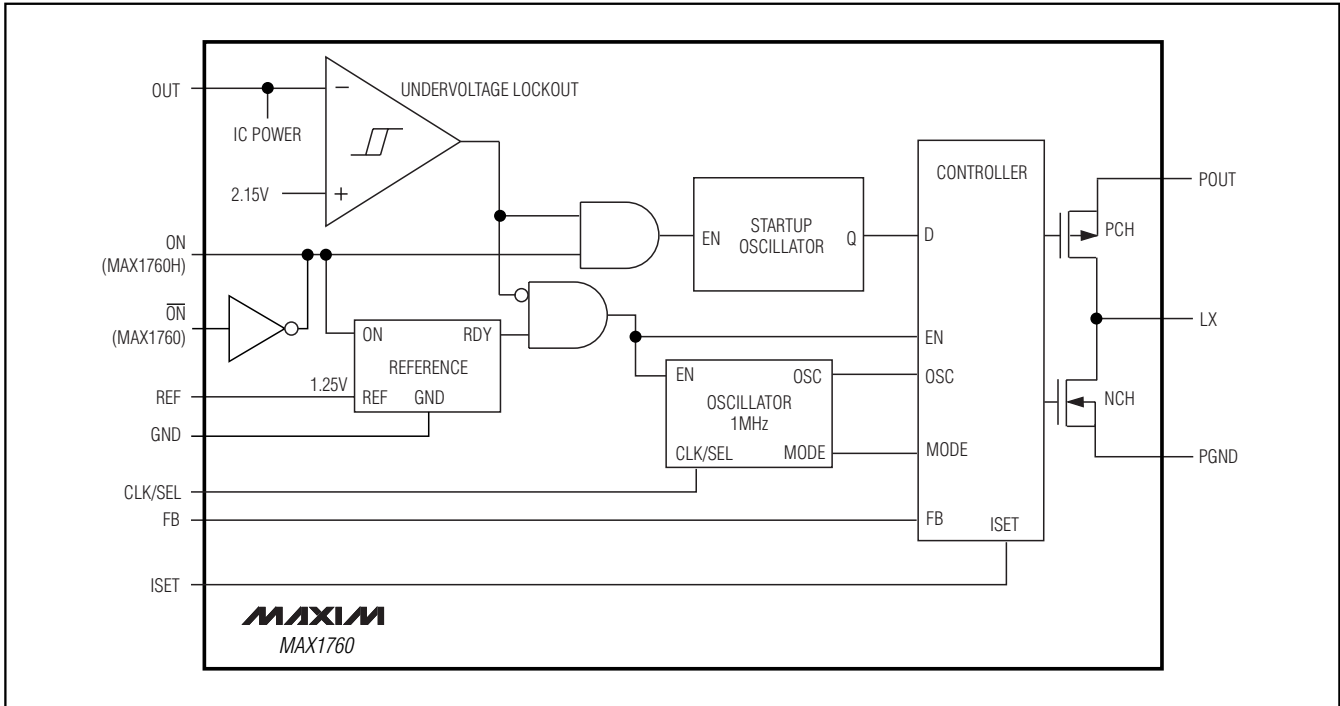 OUT
IC POWER
−
UNDERVOLTAGE LOCKOUT
2.15V
+
ON
(MAX1760H)
O̅N̅
(MAX1760)
REF
GND
CLK/SEL
FB
ISET
ON
RDY
REFERENCE
1.25V
REF
GND
EN
STARTUP
OSCILLATOR
Q
EN
OSC
OSCILLATOR
1MHz
CLK/SEL
MODE
CONTROLLER
D
EN
OSC
MODE
FB
ISET
PCH
NCH
POUT
LX
PGND
MAXIM
MAX1760